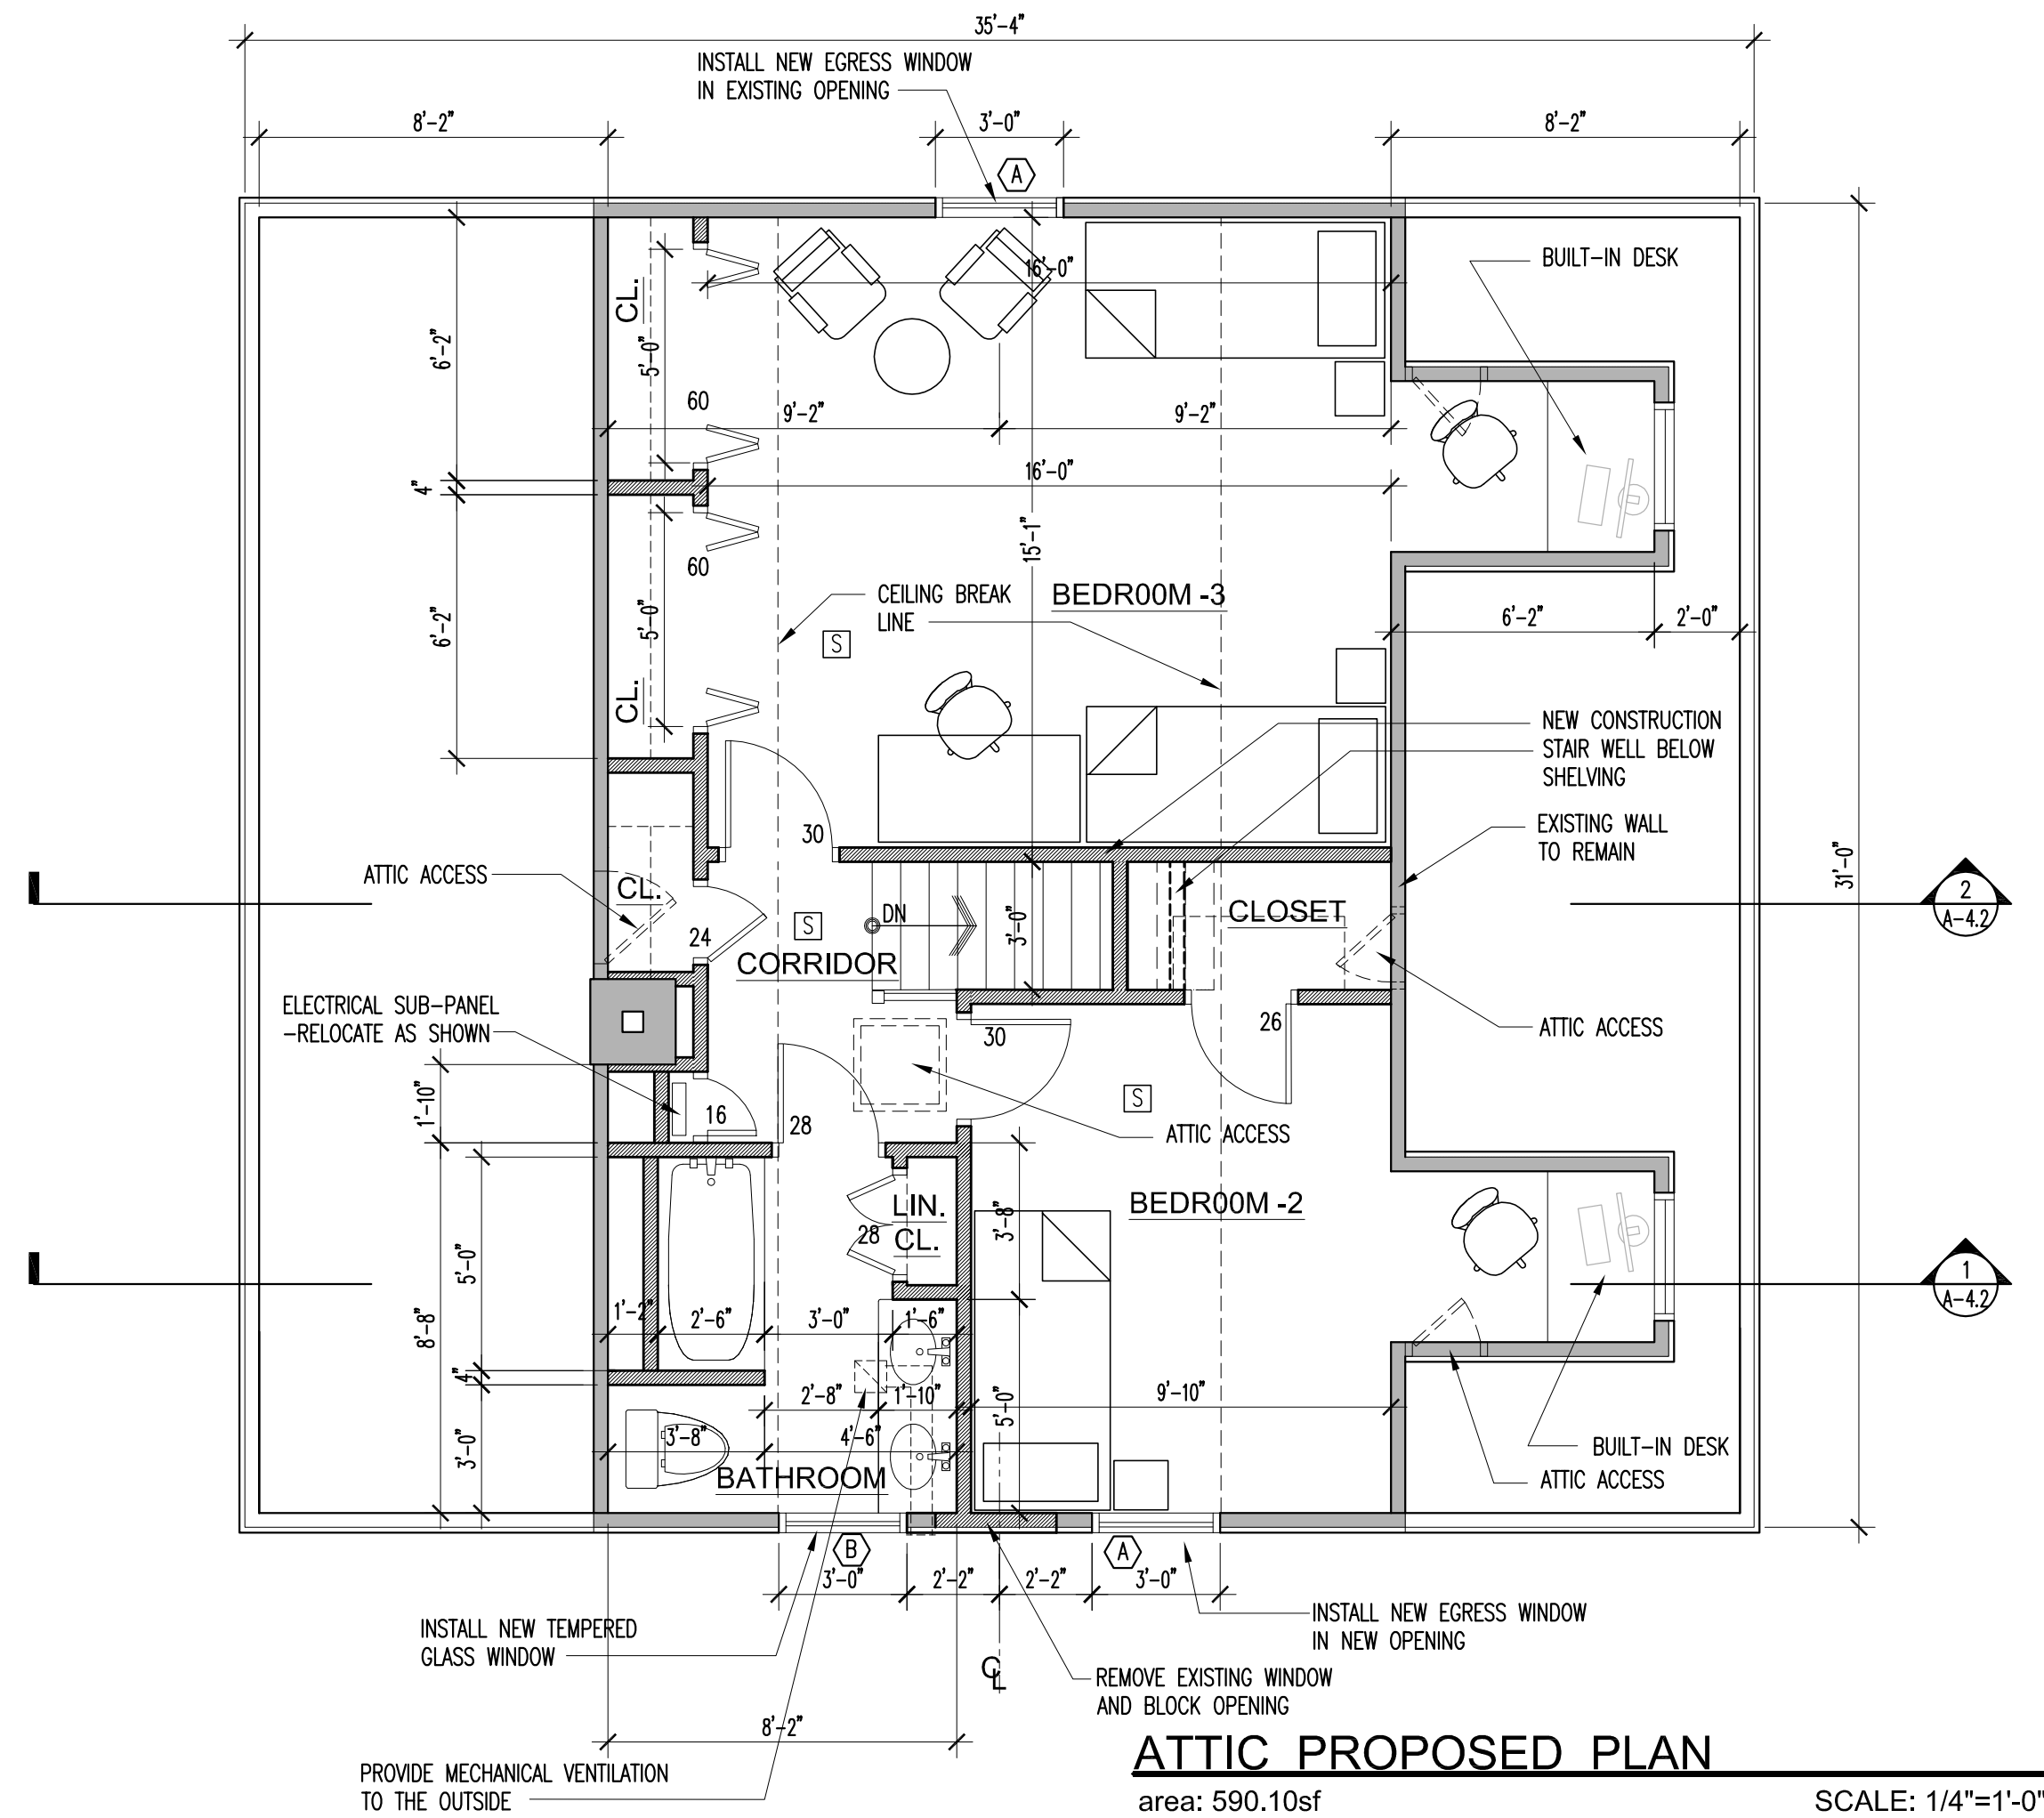 35'-4"
INSTALL NEW EGRESS WINDOW
IN EXISTING OPENING
8'-2"
3'-0"
8'-2"
A
BUILT-IN DESK
16'-0"
CL.
6'-2"
5'-0"
60
9'-2"
9'-2"
16'-0"
4"
15'-1"
60
CEILING BREAK
LINE
BEDR00M -3
S
6'-2"
5'-0"
6'-2"
2'-0"
CL.
NEW CONSTRUCTION
STAIR WELL BELOW
SHELVING
30
EXISTING WALL
TO REMAIN
ATTIC ACCESS
CL.
31'-0"
2
A-4.2
24
S
DN
3'-0"
CLOSET
CORRIDOR
ELECTRICAL SUB-PANEL
-RELOCATE AS SHOWN
30
26
ATTIC ACCESS
1'-10"
16
28
S
ATTIC ACCESS
LIN.
CL.
28
3'-8"
BEDR00M -2
5'-0"
8'-8"
1
A-4.2
1'-2"
2'-6"
3'-0"
1'-6"
4"
2'-8"
1'-10"
5'-0"
9'-10"
3'-0"
3'-8"
4'-6"
BATHROOM
BUILT-IN DESK
ATTIC ACCESS
B
A
3'-0"
2'-2"
2'-2"
3'-0"
INSTALL NEW TEMPERED
GLASS WINDOW
INSTALL NEW EGRESS WINDOW
IN NEW OPENING
CL
REMOVE EXISTING WINDOW
AND BLOCK OPENING
8'-2"
PROVIDE MECHANICAL VENTILATION
TO THE OUTSIDE
ATTIC PROPOSED PLAN
area: 590.10sf
SCALE: 1/4"=1'-0"